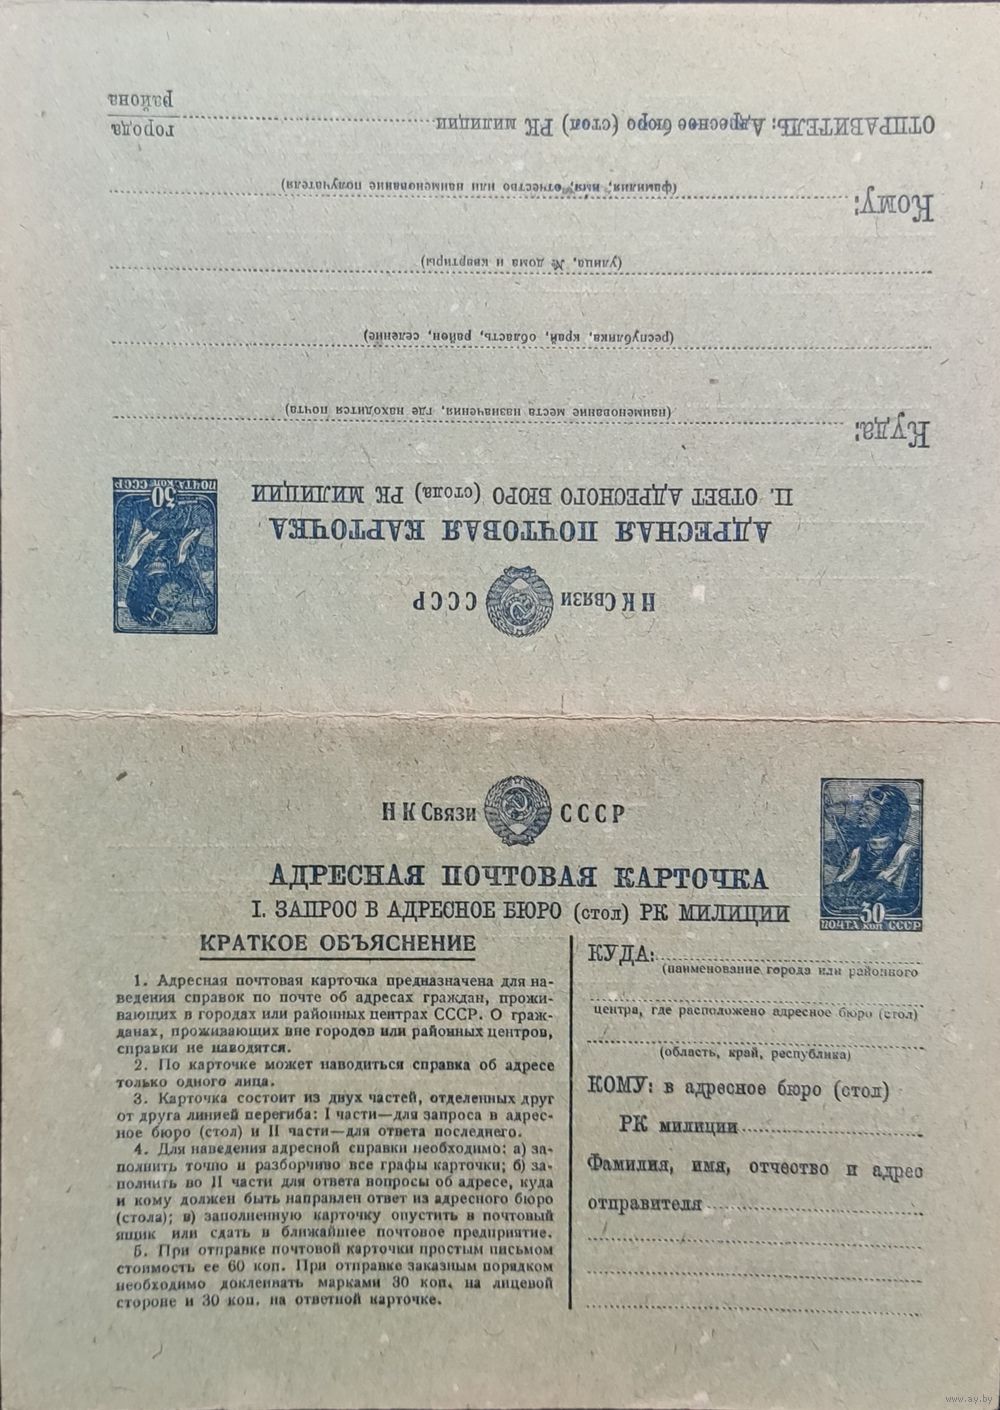 ОТПРАВИТЕЛЬ: Адресное бюро (стол) РК милиции
города
района
Кому:
(фамилия, имя, отчество или наименование получателя)
(улица, № дома и квартиры)
(республика, край, область, район, селение)
Куда:
(наименование места назначения, где находится почта)
II. ОТВЕТ АДРЕСНОГО БЮРО (стола) РК МИЛИЦИИ
АДРЕСНАЯ ПОЧТОВАЯ КАРТОЧКА
Н К Связи СССР
30
ПОЧТА КОП СССР
Н К Связи СССР
АДРЕСНАЯ ПОЧТОВАЯ КАРТОЧКА
I. ЗАПРОС В АДРЕСНОЕ БЮРО (стол) РК МИЛИЦИИ
30
ПОЧТА КОП СССР
КРАТКОЕ ОБЪЯСНЕНИЕ
1. Адресная почтовая карточка предназначена для на-
ведения справок по почте об адресах граждан, прожи-
вающих в городах или районных центрах СССР. О граж-
данах, проживающих вне городов или районных центров,
справки не наводятся.
2. По карточке может наводиться справка об адресе
только одного лица.
3. Карточка состоит из двух частей, отделенных друг
от друга линией перегиба: I части—для запроса в адрес-
ное бюро (стол) и II части—для ответа последнего.
4. Для наведения адресной справки необходимо: а) за-
полнить точно и разборчиво все графы карточки; б) за-
полнить во II части для ответа вопросы об адресе, куда
и кому должен быть направлен ответ из адресного бюро
(стола); в) заполненную карточку опустить в почтовый
ящик или сдать в ближайшее почтовое предприятие.
5. При отправке почтовой карточки простым письмом
стоимость ее 60 коп. При отправке заказным порядком
необходимо доклеивать марками 30 коп. на лицевой
стороне и 30 коп. на ответной карточке.
КУДА:
(наименование города или районного
центра, где расположено адресное бюро (стол)
(область, край, республика)
КОМУ: в адресное бюро (стол)
РК милиции
Фамилия, имя, отчество и адрес
отправителя
www.ay.by